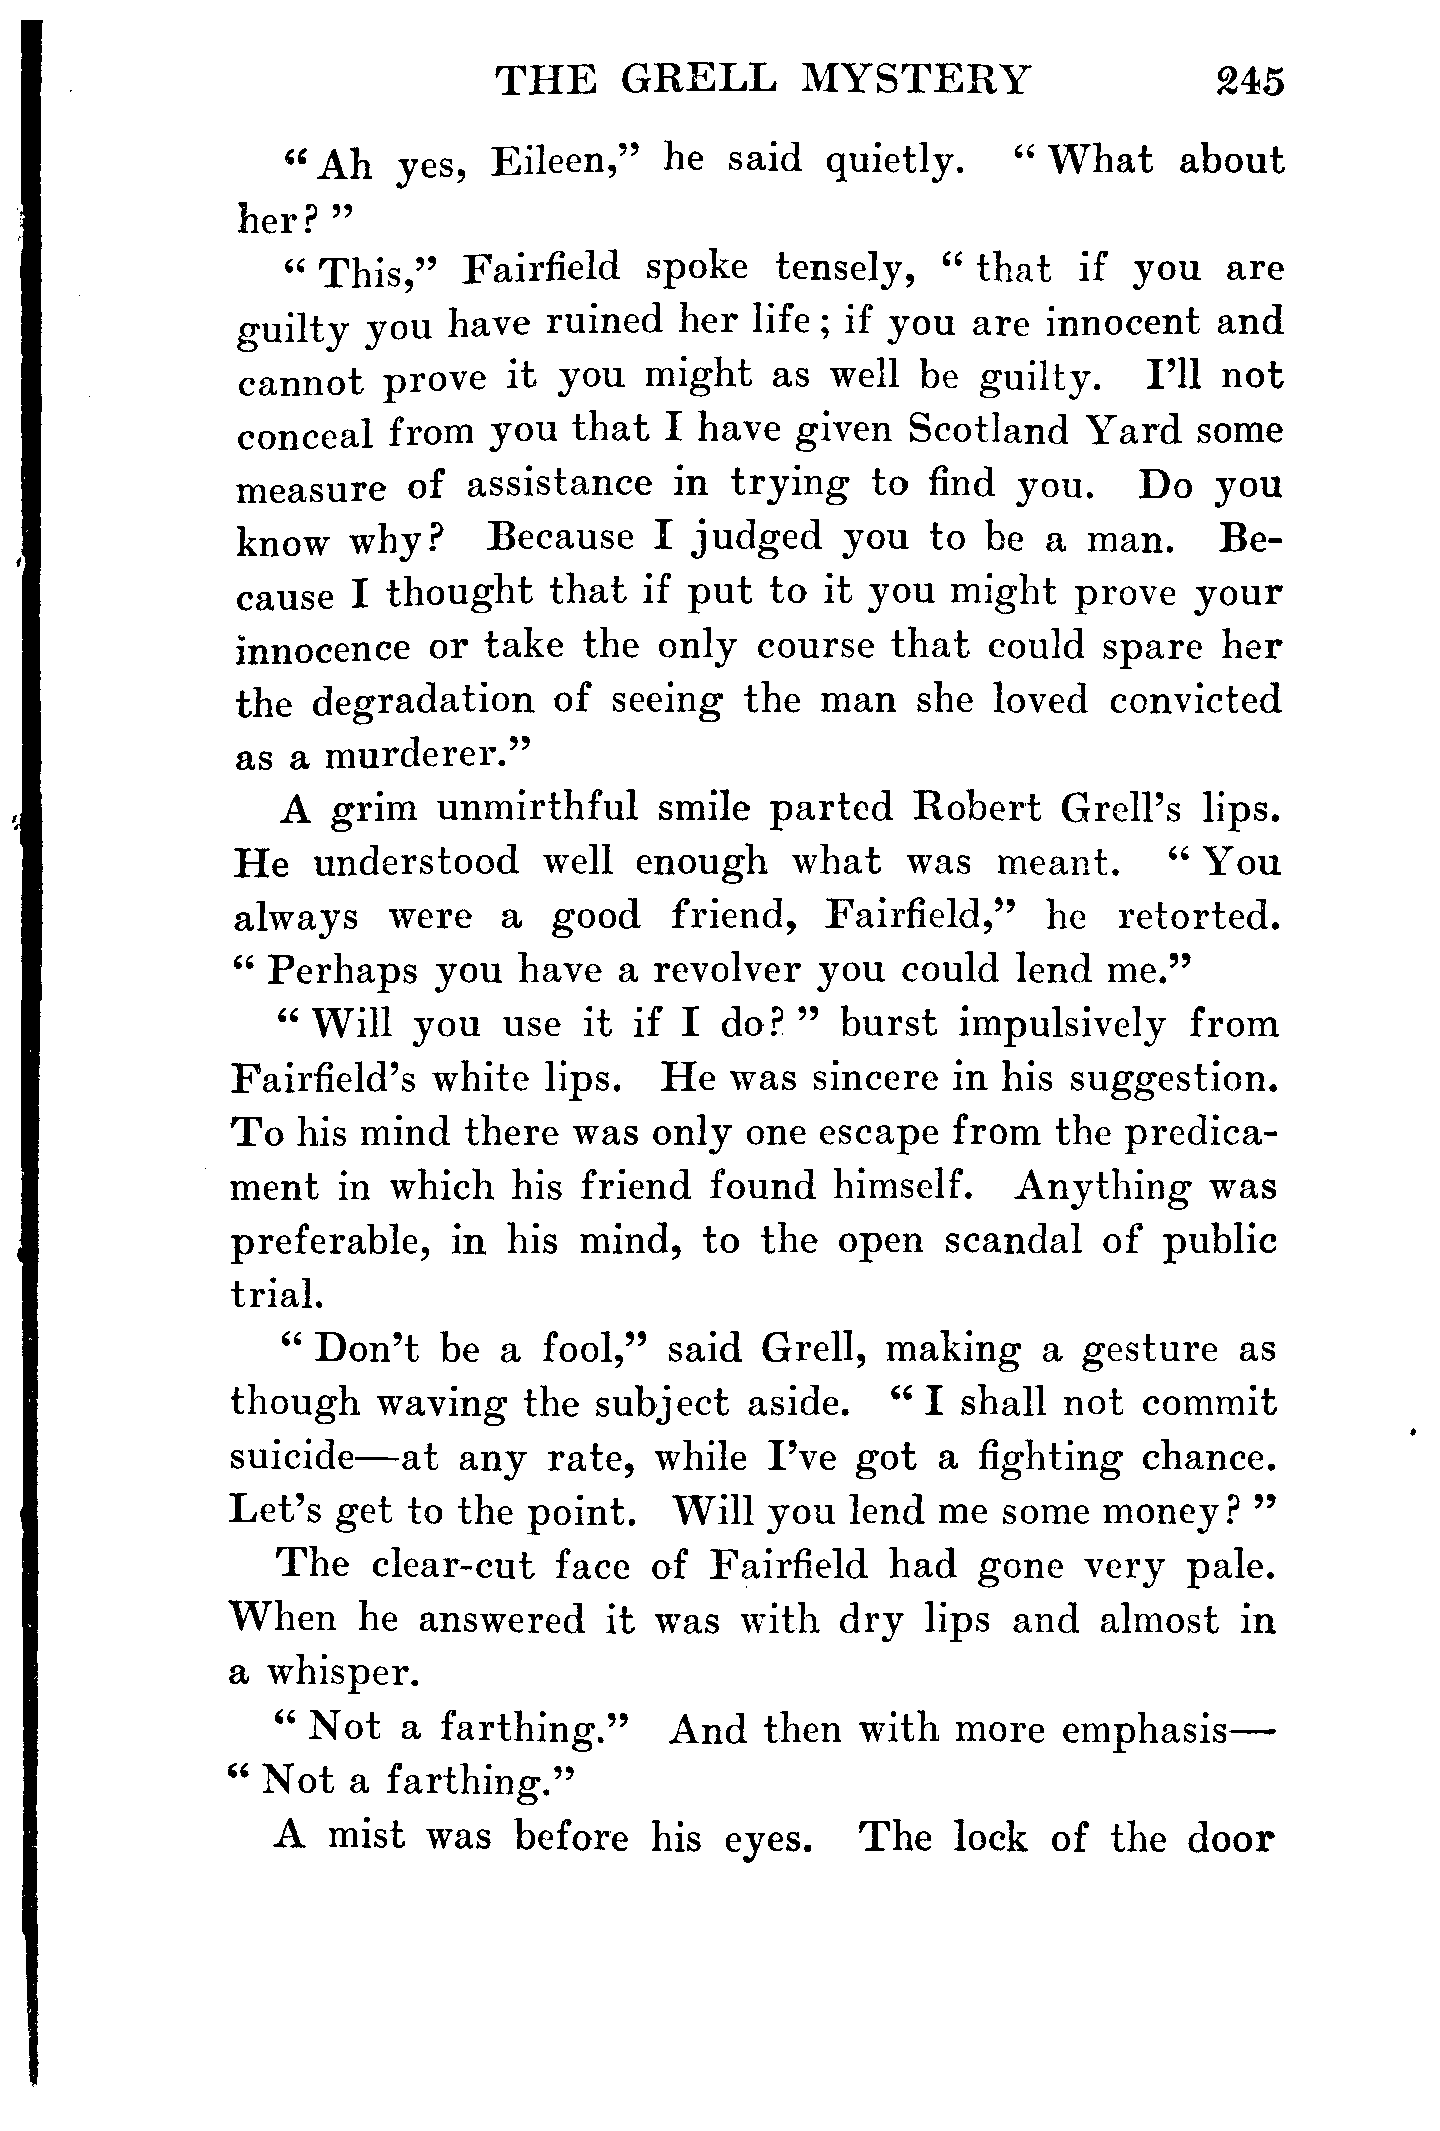 THE GRELL MYSTERY 245
“ Ah yes, Eileen,” he said quietly. “ What about
her? ”
“ This,” Fairfield spoke tensely, “ that if you are
guilty you have ruined her life ; if you are innocent and
cannot prove it you might as well be guilty. I’ll not
conceal from you that I have given Scotland Yard some
measure of assistance in trying to find you. Do you
know why? Because I judged you to be a man. Be-
cause I thought that if put to it you might prove your
innocence or take the only course that could spare her
the degradation of seeing the man she loved convicted
as a murderer.”
A grim unmirthful smile parted Robert Grell’s lips.
He understood well enough what was meant. “ You
always were a good friend, Fairfield,” he retorted.
“ Perhaps you have a revolver you could lend me.”
“ Will you use it if I do? ” burst impulsively from
Fairfield’s white lips. He was sincere in his suggestion.
To his mind there was only one escape from the predica-
ment in which his friend found himself. Anything was
preferable, in his mind, to the open scandal of public
trial.
“ Don’t be a fool,” said Grell, making a gesture as
though waving the subject aside. “ I shall not commit
suicide—at any rate, while I’ve got a fighting chance.
Let’s get to the point. Will you lend me some money? ”
The clear-cut face of Fairfield had gone very pale.
When he answered it was with dry lips and almost in
a whisper.
“ Not a farthing.” And then with more emphasis—
“ Not a farthing.”
A mist was before his eyes. The lock of the door